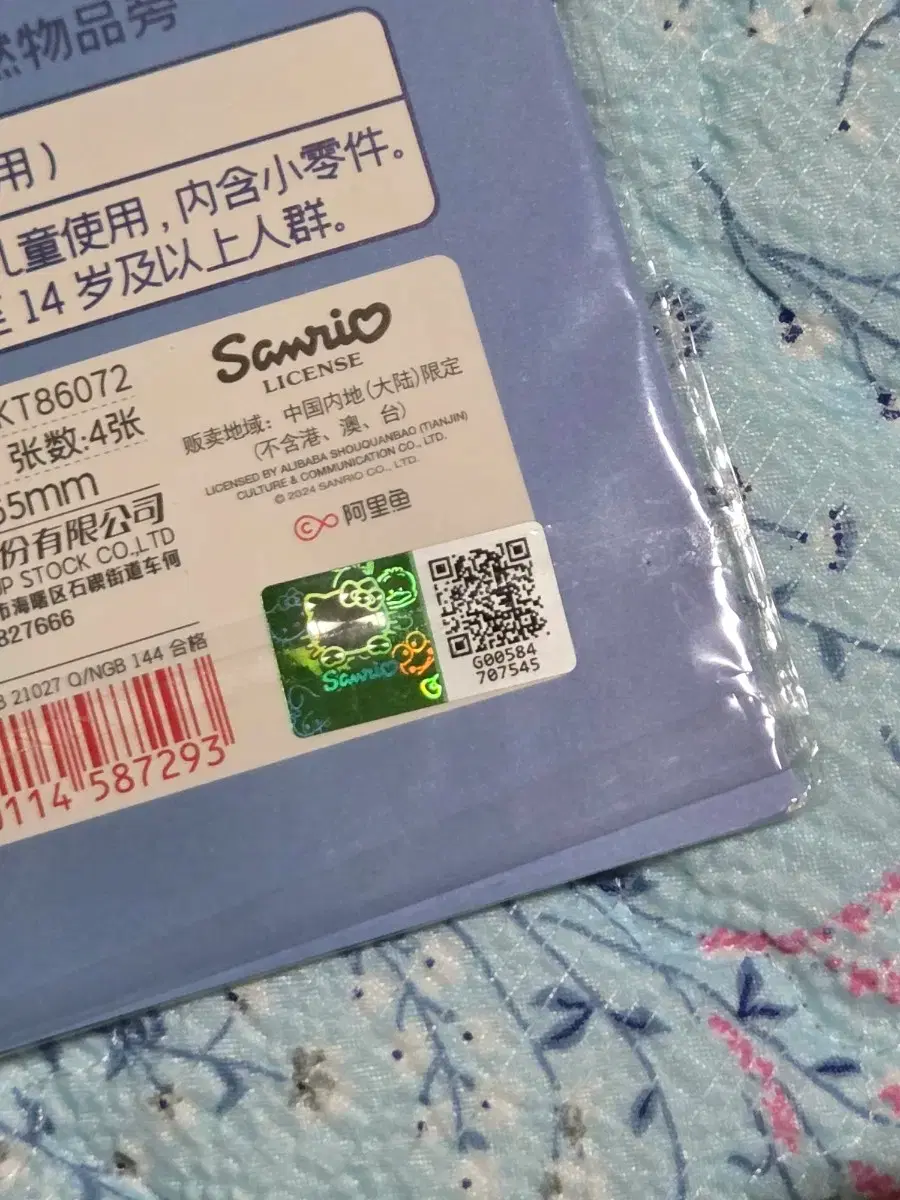 燃物品旁
用）
儿童使用，内含小零件。
至 14 岁及以上人群。
Sanrio
LICENSE
贩卖地域：中国内地(大陆)限定
(不含港、澳、台)
LICENSED BY ALIBABA SHOUQUANBAO (TIANJIN)
CULTURE & COMMUNICATION CO., LTD.
© 2024 SANRIO CO., LTD.
阿里鱼
KT86072
张数:4张
65mm
份有限公司
UP STOCK CO.,LTD
市海曙区石碶街道车何
827666
21027 Q/NGB 144 合格
114 587293
Sanrio
G00584
707545